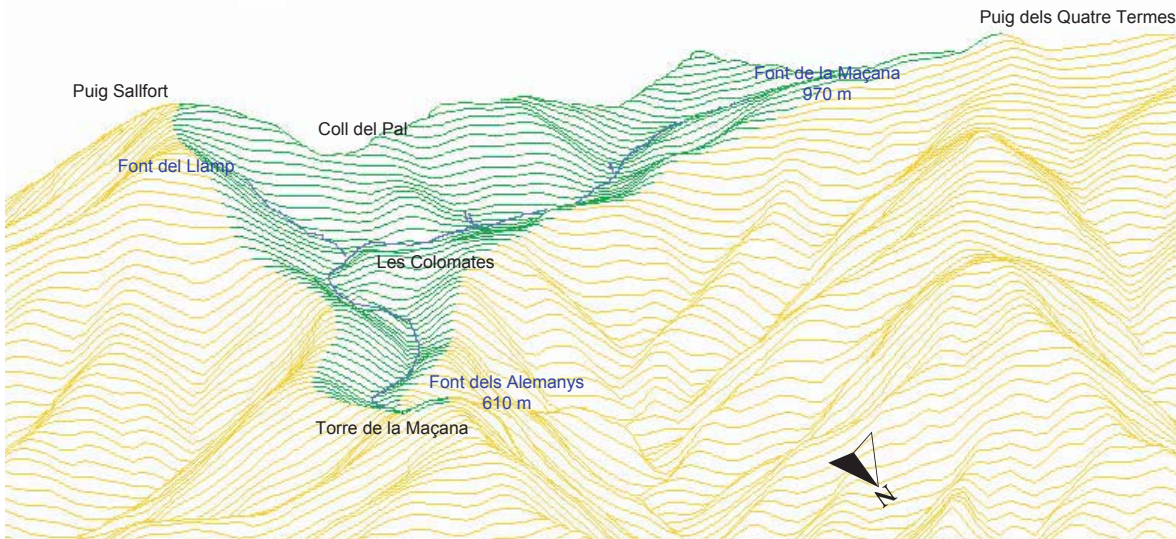 Puig dels Quatre Termes
Font de la Maçana
970 m
Puig Sallfort
Coll del Pal
Font del Llamp
Les Colomates
Font dels Alemanys
610 m
Torre de la Maçana
N